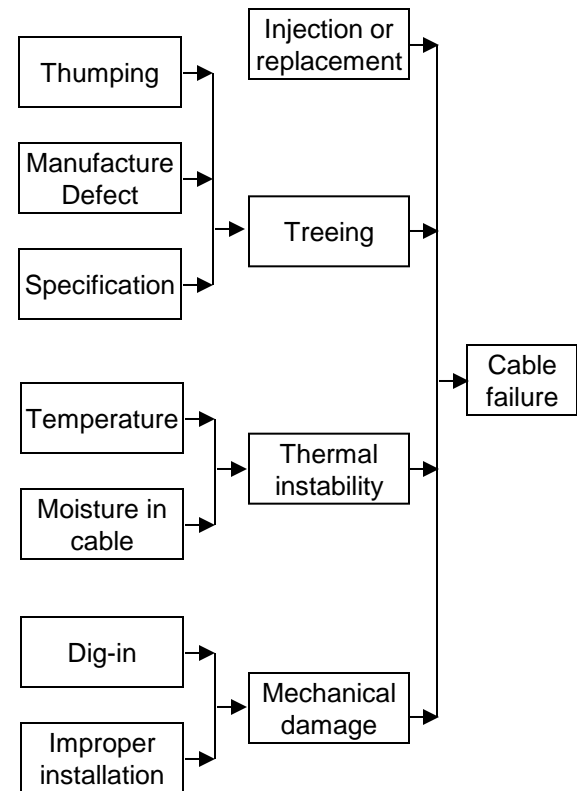 Injection or
replacement
Thumping
Manufacture
Defect
Treeing
Specification
Cable
failure
Temperature
Thermal
instability
Moisture in
cable
Dig-in
Mechanical
damage
Improper
installation